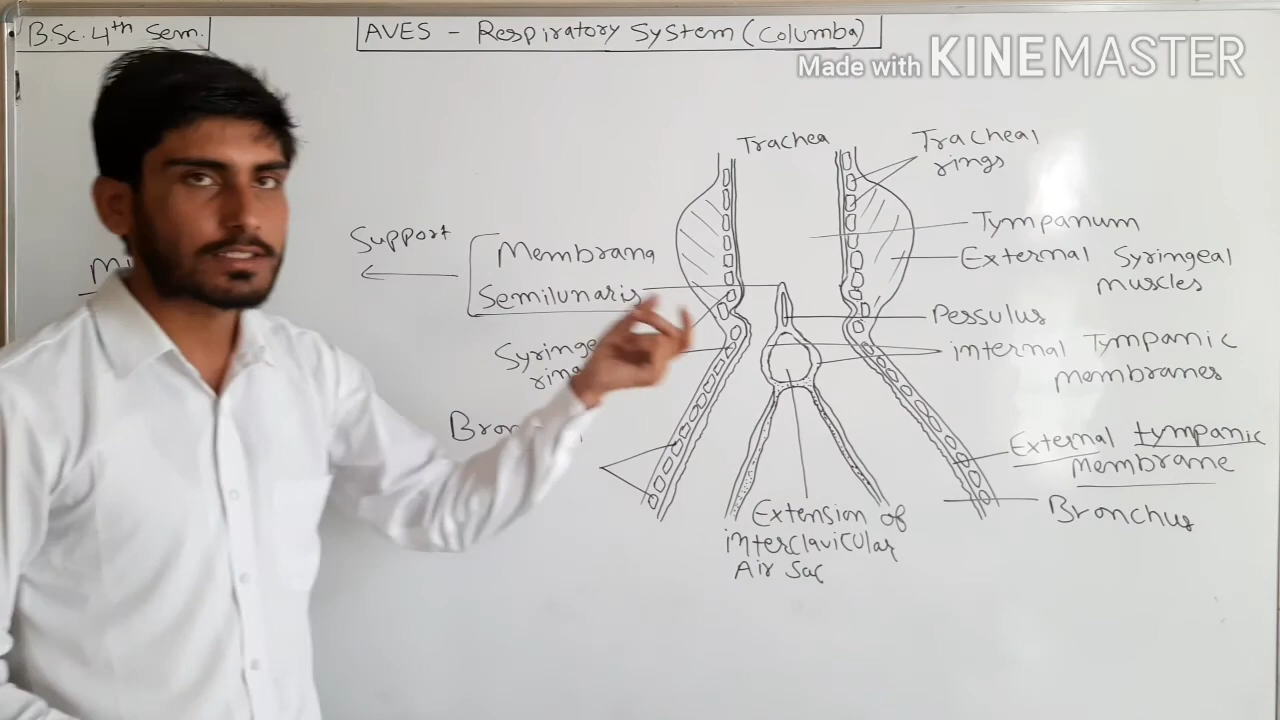 B.Sc. 4th Sem.
AVES - Respiratory System (Columba)
Made with KINEMASTER
Trachea
Tracheal
rings
Support
Membrana
Semilunaris
Tympanum
External Syringeal
muscles
Pessulus
internal Tympanic
Membranes
rings
External tympanic
Membrane
Bronchus
Extension of
interclavicular
Air Sac